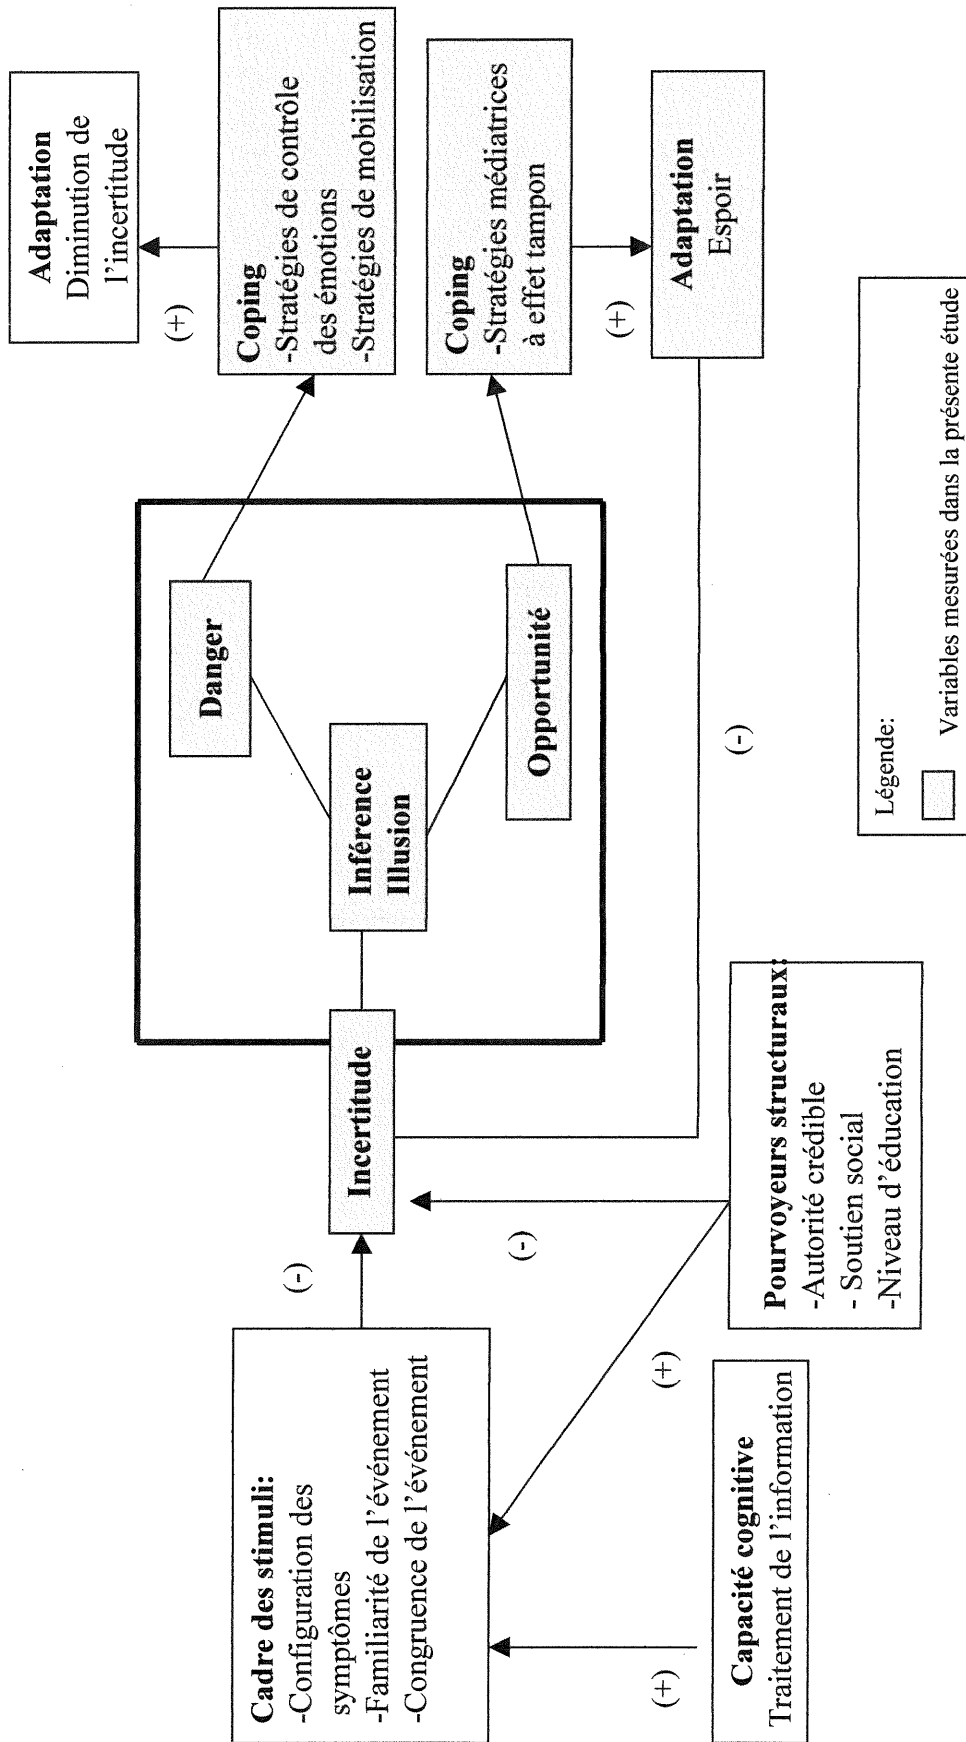 Cadre des stimuli:
-Configuration des
symptômes
-Familiarité de l'événement
-Congruence de l'événement
(+)
Capacité cognitive
Traitement de l'information
(+)
Pourvoyeurs structuraux:
-Autorité crédible
- Soutien social
-Niveau d'éducation
(-)
(-)
Incertitude
Inférence
Illusion
Danger
Opportunité
(-)
Coping
-Stratégies de contrôle
des émotions
-Stratégies de mobilisation
(+)
Adaptation
Diminution de
l'incertitude
Coping
-Stratégies médiatrices
à effet tampon
(+)
Adaptation
Espoir
Légende:
Variables mesurées dans la présente étude